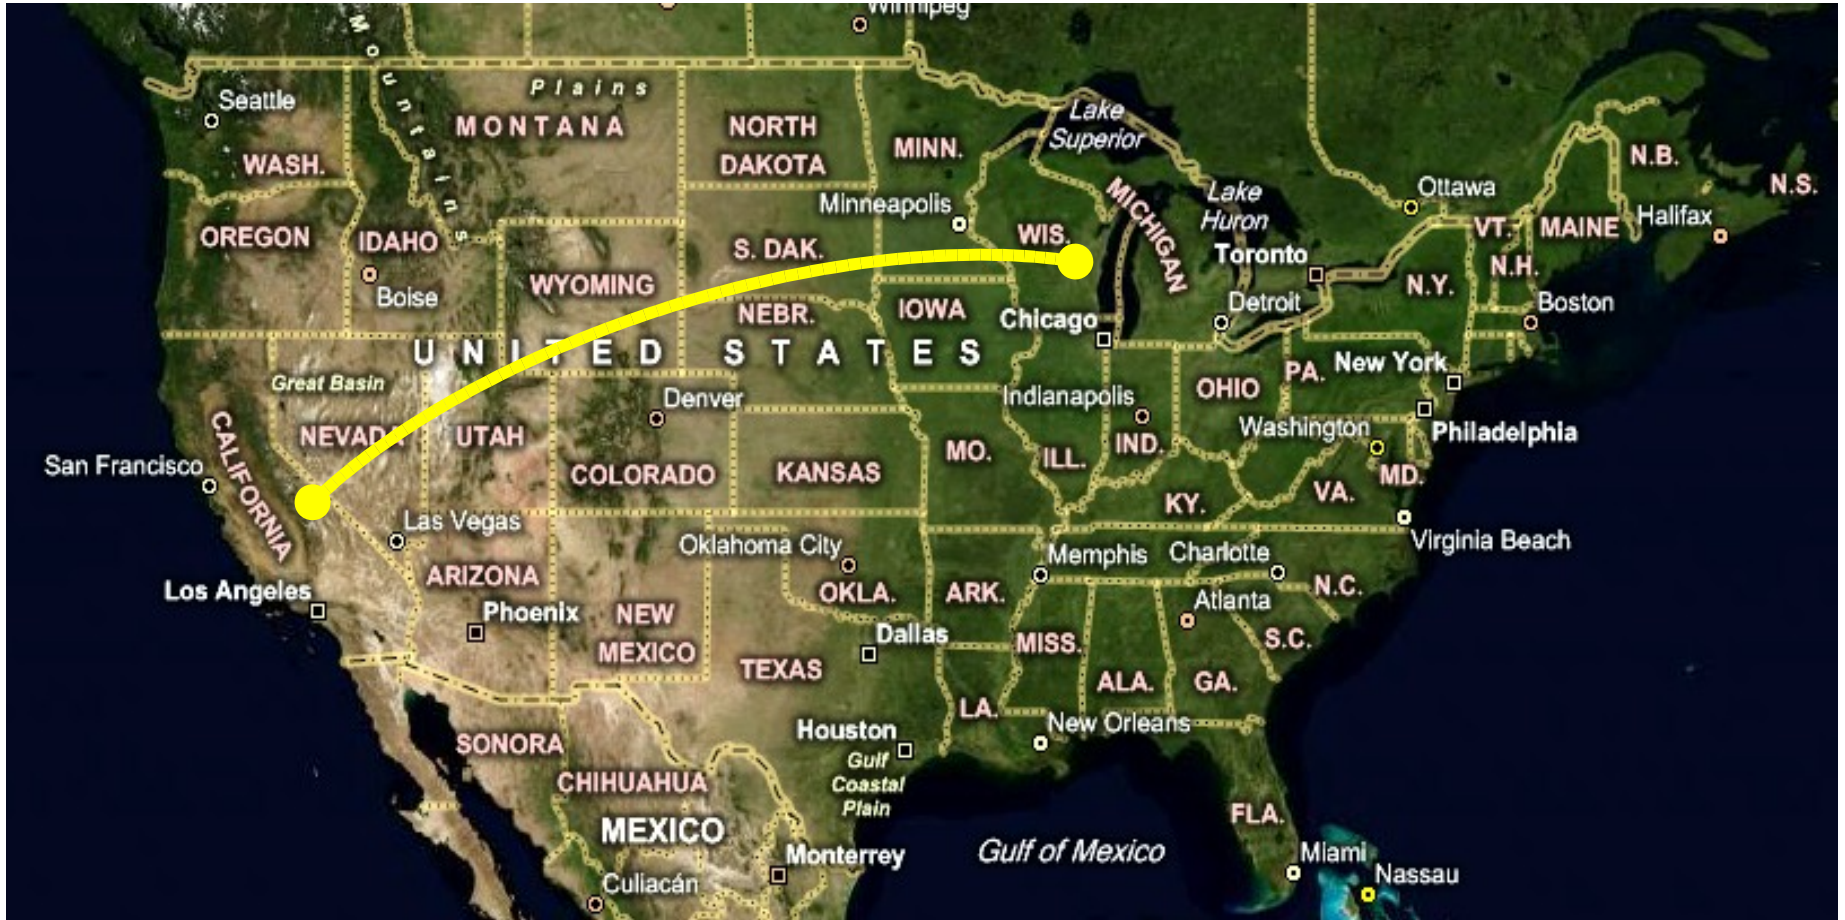 Winnipeg
Mountains
Plains
Seattle
MONTANA
NORTH
DAKOTA
MINN.
Lake
Superior
WASH.
N.B.
N.S.
Minneapolis
MICHIGAN
Lake
Huron
Ottawa
OREGON
IDAHO
S. DAK.
WIS.
Toronto
VT.
MAINE
Halifax
Boise
WYOMING
NEBR.
IOWA
Chicago
Detroit
N.Y.
N.H.
Boston
UNITED STATES
Great Basin
Denver
Indianapolis
OHIO
PA.
New York
CALIFORNIA
NEVADA
UTAH
COLORADO
KANSAS
MO.
ILL.
IND.
Washington
Philadelphia
San Francisco
KY.
VA.
MD.
Las Vegas
Oklahoma City
Memphis
Charlotte
Virginia Beach
Los Angeles
ARIZONA
Phoenix
NEW
MEXICO
OKLA.
ARK.
Atlanta
N.C.
Dallas
MISS.
S.C.
TEXAS
ALA.
GA.
LA.
New Orleans
SONORA
Houston
Gulf
Coastal
Plain
CHIHUAHUA
FLA.
MEXICO
Monterrey
Gulf of Mexico
Miami
Culiacán
Nassau